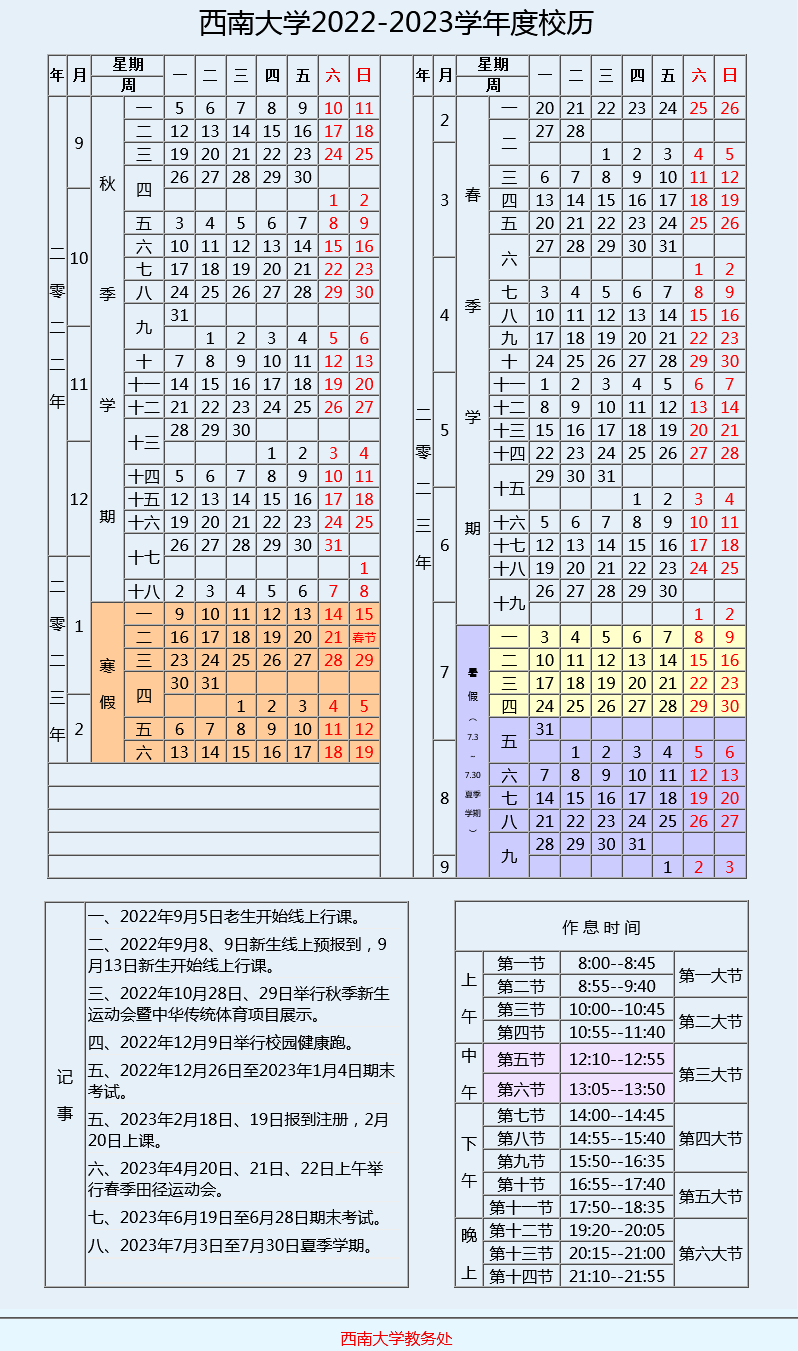 西南大学2022-2023学年度校历
年 月 星期 一 二 三 四 五 六 日
周
二零二二年 9 秋季学期 一 5 6 7 8 9 10 11
二 12 13 14 15 16 17 18
三 19 20 21 22 23 24 25
四 26 27 28 29 30
10 1 2
五 3 4 5 6 7 8 9
六 10 11 12 13 14 15 16
七 17 18 19 20 21 22 23
八 24 25 26 27 28 29 30
九 31
11 1 2 3 4 5 6
十 7 8 9 10 11 12 13
十一 14 15 16 17 18 19 20
十二 21 22 23 24 25 26 27
十三 28 29 30
12 1 2 3 4
十四 5 6 7 8 9 10 11
十五 12 13 14 15 16 17 18
十六 19 20 21 22 23 24 25
十七 26 27 28 29 30 31
二零二三年 1 1
十八 2 3 4 5 6 7 8
寒假 一 9 10 11 12 13 14 15
二 16 17 18 19 20 21 春节
三 23 24 25 26 27 28 29
四 30 31
2 1 2 3 4 5
五 6 7 8 9 10 11 12
六 13 14 15 16 17 18 19
年 月 星期 一 二 三 四 五 六 日
周
二零二三年 2 春季学期 一 20 21 22 23 24 25 26
二 27 28
3 1 2 3 4 5
三 6 7 8 9 10 11 12
四 13 14 15 16 17 18 19
五 20 21 22 23 24 25 26
六 27 28 29 30 31
4 1 2
七 3 4 5 6 7 8 9
八 10 11 12 13 14 15 16
九 17 18 19 20 21 22 23
十 24 25 26 27 28 29 30
5 十一 1 2 3 4 5 6 7
十二 8 9 10 11 12 13 14
十三 15 16 17 18 19 20 21
十四 22 23 24 25 26 27 28
十五 29 30 31
6 1 2 3 4
十六 5 6 7 8 9 10 11
十七 12 13 14 15 16 17 18
十八 19 20 21 22 23 24 25
十九 26 27 28 29 30
7 1 2
暑假（7.3－7.30夏季学期） 一 3 4 5 6 7 8 9
二 10 11 12 13 14 15 16
三 17 18 19 20 21 22 23
四 24 25 26 27 28 29 30
五 31
8 1 2 3 4 5 6
六 7 8 9 10 11 12 13
七 14 15 16 17 18 19 20
八 21 22 23 24 25 26 27
九 28 29 30 31
9 1 2 3
记事
一、2022年9月5日老生开始线上行课。
二、2022年9月8、9日新生线上预报到，9
月13日新生开始线上行课。
三、2022年10月28日、29日举行秋季新生
运动会暨中华传统体育项目展示。
四、2022年12月9日举行校园健康跑。
五、2022年12月26日至2023年1月4日期末
考试。
五、2023年2月18日、19日报到注册，2月
20日上课。
六、2023年4月20日、21日、22日上午举
行春季田径运动会。
七、2023年6月19日至6月28日期末考试。
八、2023年7月3日至7月30日夏季学期。
作 息 时 间
上午 第一节 8:00--8:45 第一大节
第二节 8:55--9:40
第三节 10:00--10:45 第二大节
第四节 10:55--11:40
中午 第五节 12:10--12:55 第三大节
第六节 13:05--13:50
下午 第七节 14:00--14:45 第四大节
第八节 14:55--15:40
第九节 15:50--16:35
第十节 16:55--17:40 第五大节
第十一节 17:50--18:35
晚上 第十二节 19:20--20:05 第六大节
第十三节 20:15--21:00
第十四节 21:10--21:55
西南大学教务处